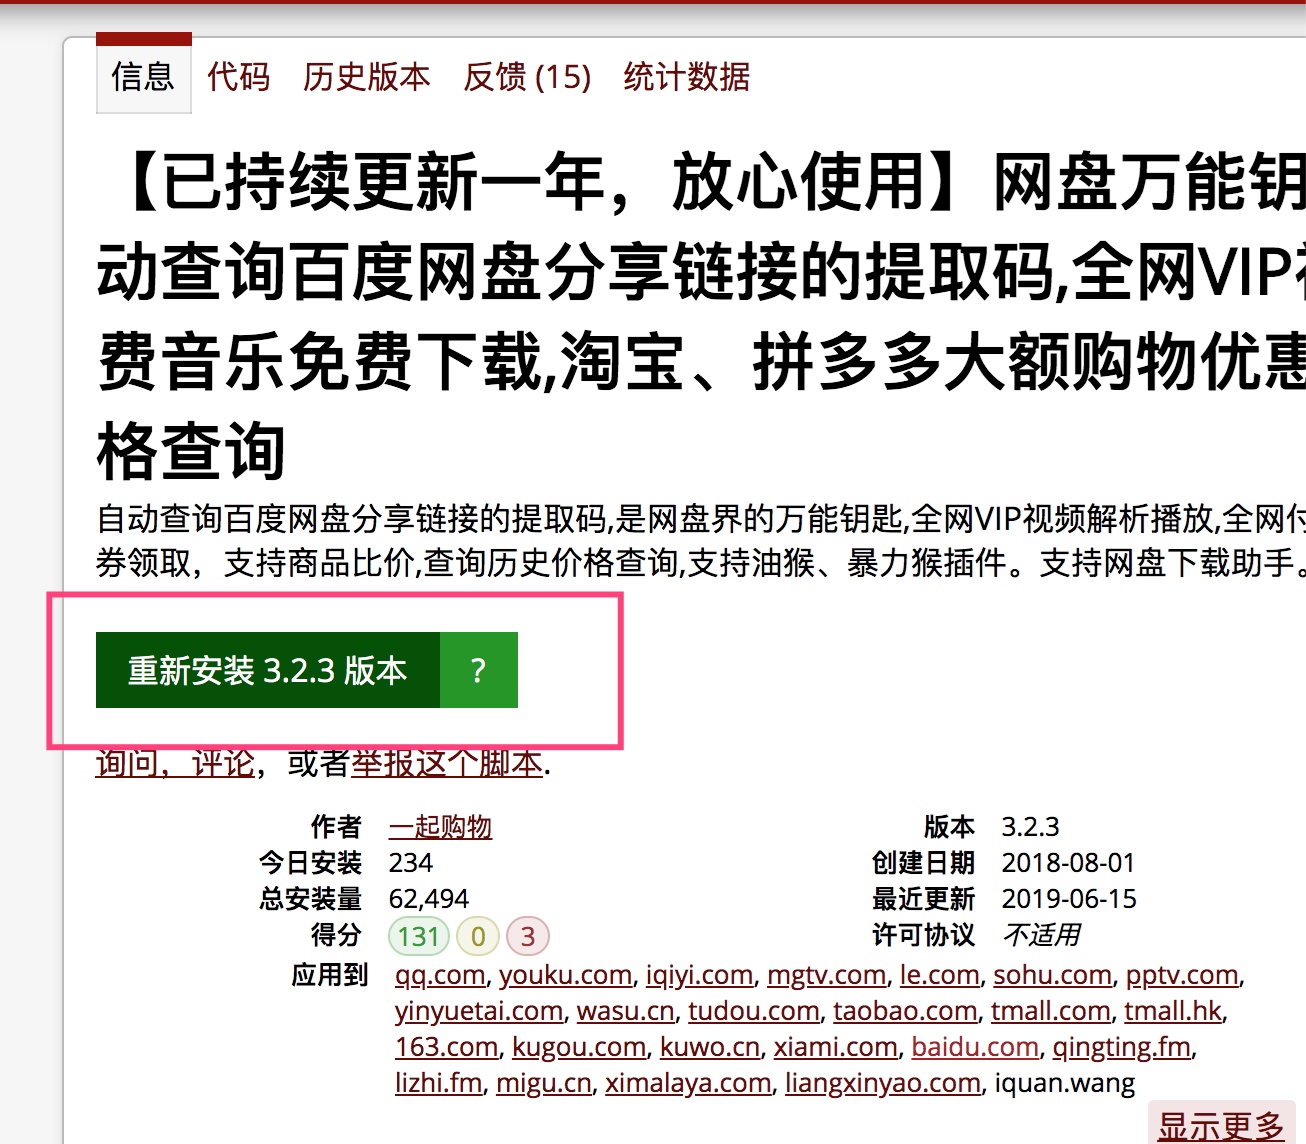 信息 代码 历史版本 反馈 (15) 统计数据
【已持续更新一年，放心使用】网盘万能钥
动查询百度网盘分享链接的提取码,全网VIP
费音乐免费下载,淘宝、拼多多大额购物优惠
格查询
自动查询百度网盘分享链接的提取码,是网盘界的万能钥匙,全网VIP视频解析播放,全网付
券领取，支持商品比价,查询历史价格查询,支持油猴、暴力猴插件。支持网盘下载助手。
重新安装 3.2.3 版本 ?
询问，评论，或者举报这个脚本.
作者 一起购物 版本 3.2.3
今日安装 234 创建日期 2018-08-01
总安装量 62,494 最近更新 2019-06-15
得分 131 0 3 许可协议 不适用
应用到 qq.com, youku.com, iqiyi.com, mgtv.com, le.com, sohu.com, pptv.com,
yinyuetai.com, wasu.cn, tudou.com, taobao.com, tmall.com, tmall.hk,
163.com, kugou.com, kuwo.cn, xiami.com, baidu.com, qingting.fm,
lizhi.fm, migu.cn, ximalaya.com, liangxinyao.com, iquan.wang
显示更多